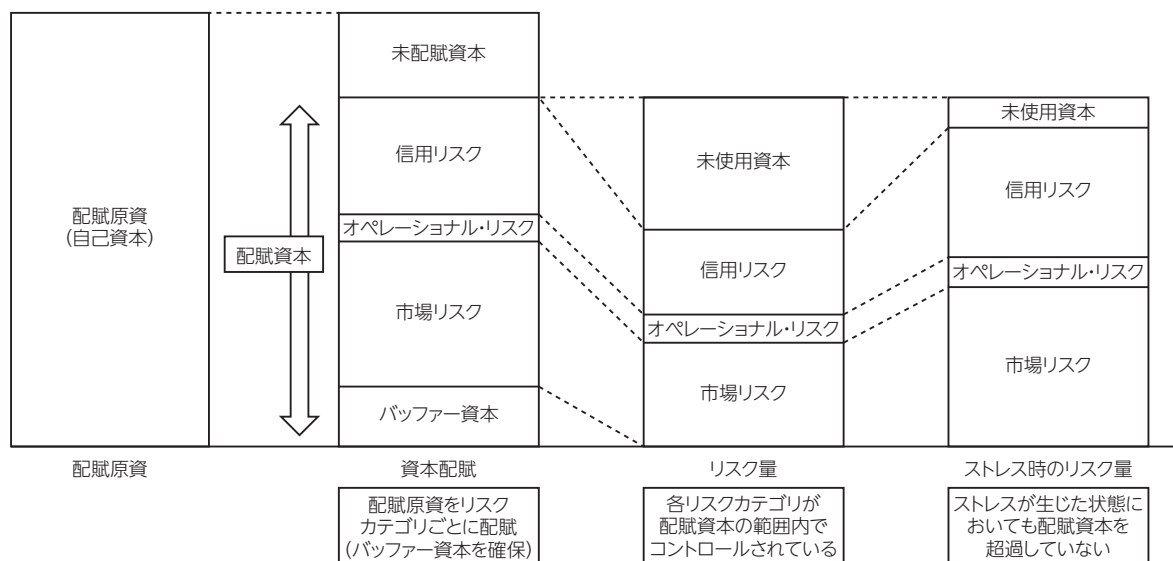 配賦原資
(自己資本)
配賦資本
未配賦資本
信用リスク
オペレーショナル・リスク
市場リスク
バッファー資本
未使用資本
信用リスク
オペレーショナル・リスク
市場リスク
未使用資本
信用リスク
オペレーショナル・リスク
市場リスク
配賦原資
資本配賦
リスク量
ストレス時のリスク量
配賦原資をリスク
カテゴリごとに配賦
(バッファー資本を確保)
各リスクカテゴリが
配賦資本の範囲内で
コントロールされている
ストレスが生じた状態に
おいても配賦資本を
超過していない